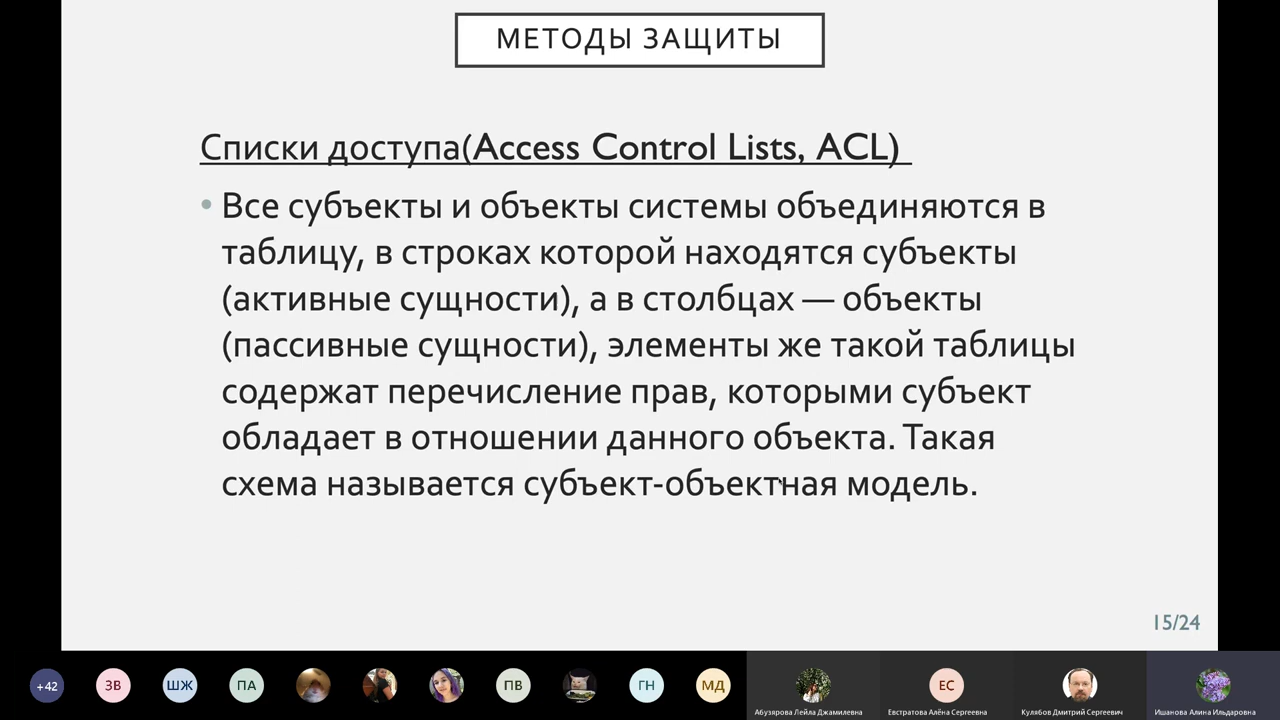 МЕТОДЫ ЗАЩИТЫ
Списки доступа(Access Control Lists, ACL)
• Все субъекты и объекты системы объединяются в
таблицу, в строках которой находятся субъекты
(активные сущности), а в столбцах — объекты
(пассивные сущности), элементы же такой таблицы
содержат перечисление прав, которыми субъект
обладает в отношении данного объекта. Такая
схема называется субъект-объектная модель.
15/24
+42 ЗВ ШЖ ПА ПВ ГН МД ЕС
Абузярова Лейла Джамилевна Евстратова Алёна Сергеевна Кулябов Дмитрий Сергеевич Ишанова Алина Ильдаровна